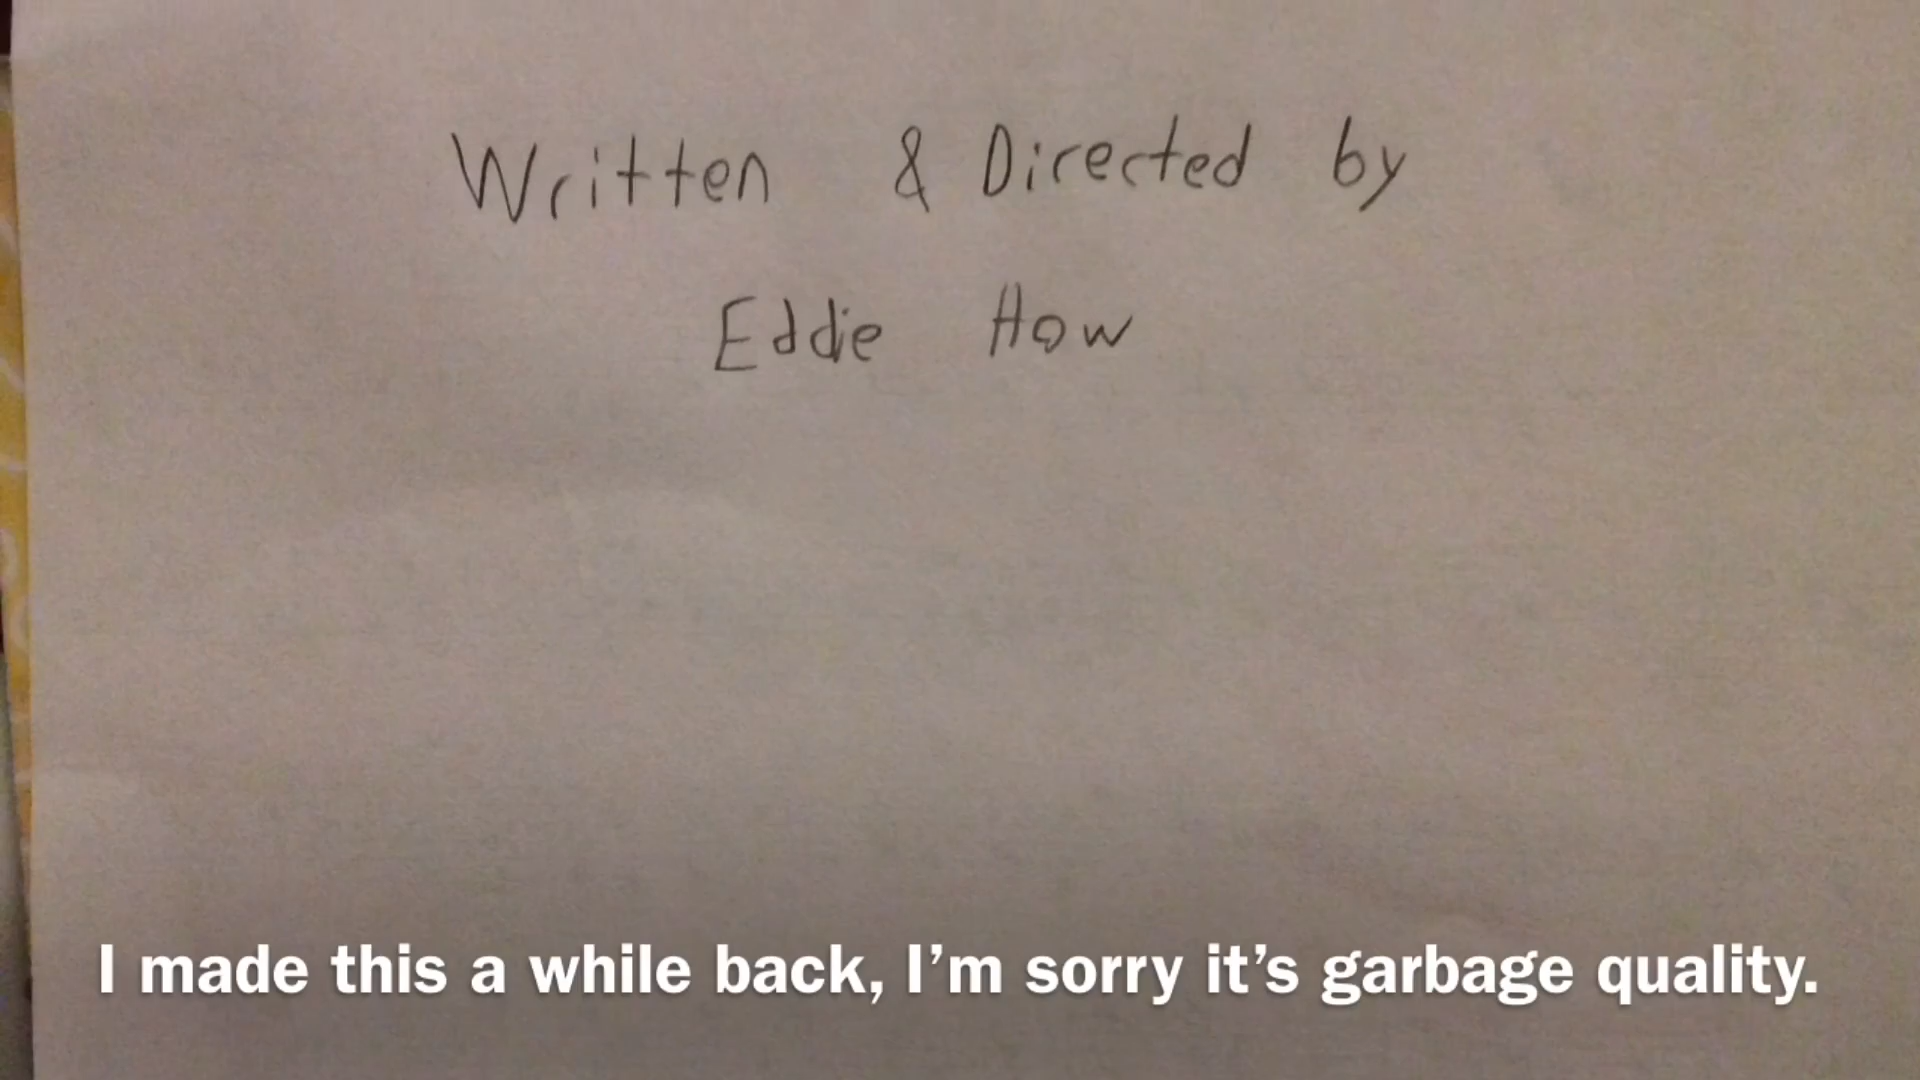 Written & Directed by
Eddie How
I made this a while back, I’m sorry it’s garbage quality.